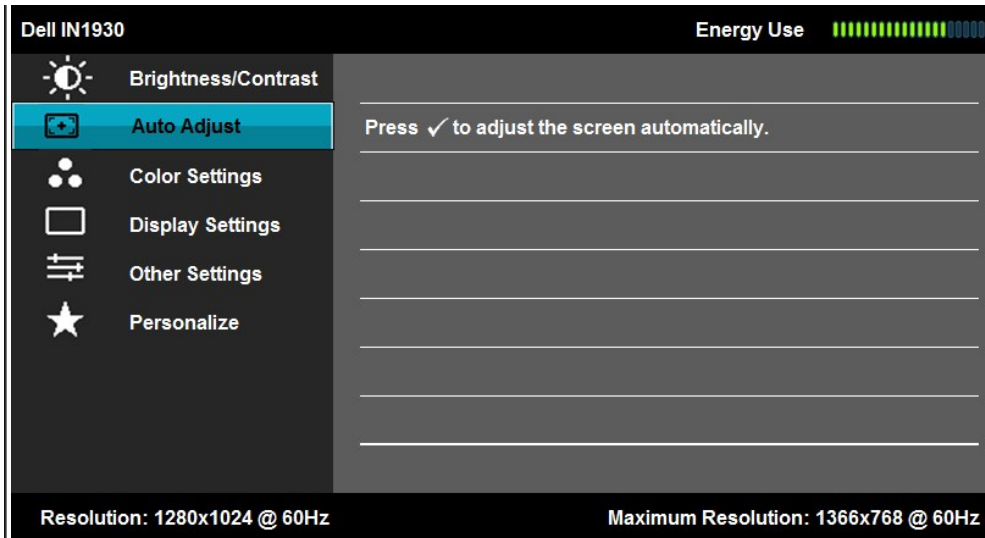 Dell IN1930 Energy Use
Brightness/Contrast
Auto Adjust Press ✓ to adjust the screen automatically.
Color Settings
Display Settings
Other Settings
Personalize
Resolution: 1280x1024 @ 60Hz Maximum Resolution: 1366x768 @ 60Hz